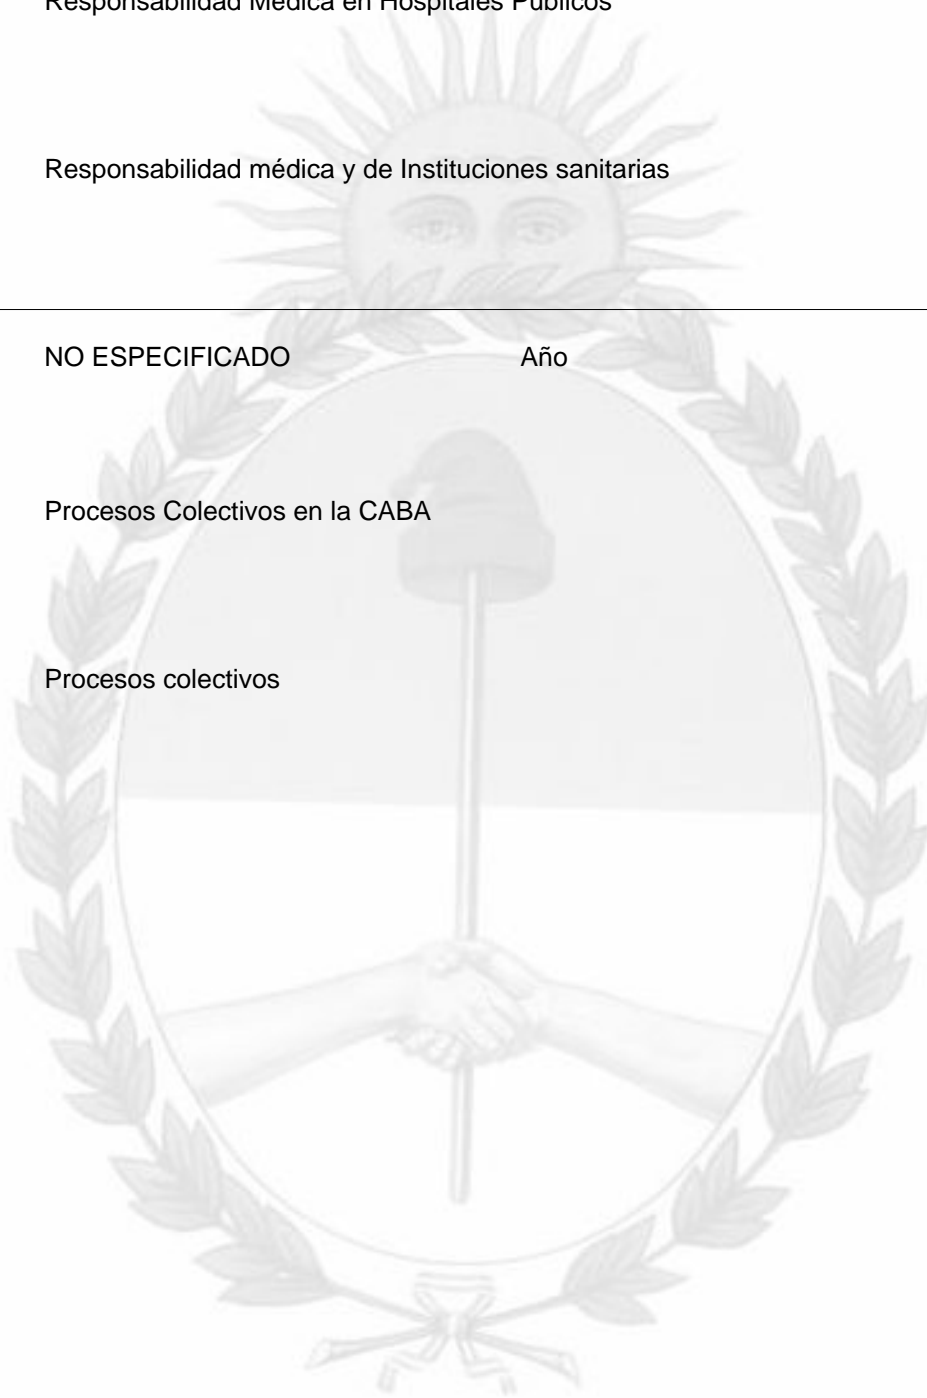 Responsabilidad Médica en Hospitales Públicos
Responsabilidad médica y de Instituciones sanitarias
NO ESPECIFICADO Año
Procesos Colectivos en la CABA
Procesos colectivos